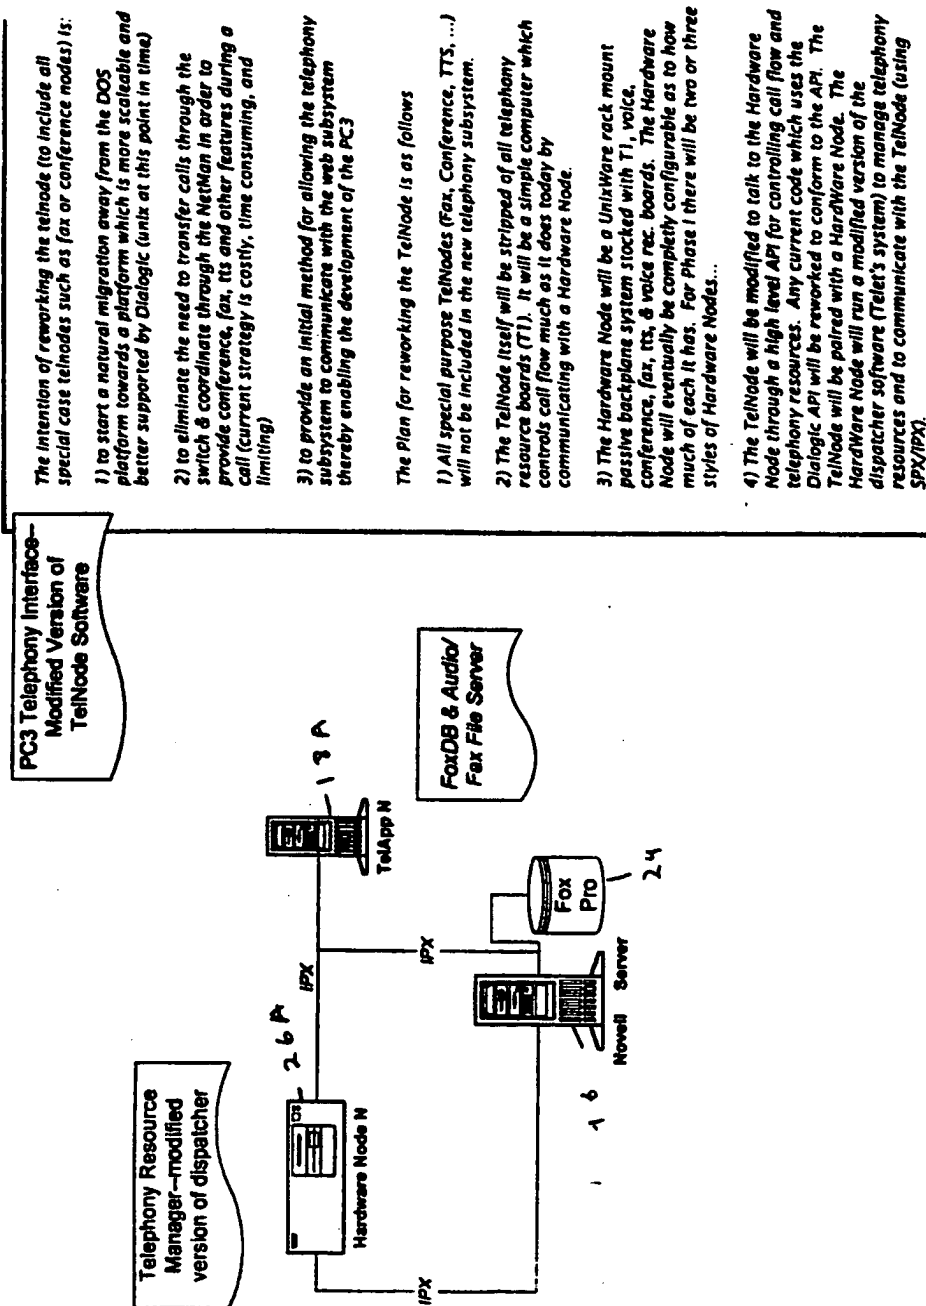 PC3 Telephony Interface--
Modified Version of
TelNode Software
The intention of reworking the telnode (to include all
special case telnodes such as fax or conference nodes) is:
1) to start a natural migration away from the DOS
platform towards a platform which is more scaleable and
better supported by Dialogic (unix at this point in time)
2) to eliminate the need to transfer calls through the
switch & coordinate through the NetMan in order to
provide conference, fax, tts and other features during a
call (current strategy is costly, time consuming, and
limiting)
3) to provide an initial method for allowing the telephony
subsystem to communicate with the web subsystem
thereby enabling the development of the PC3
The Plan for reworking the TelNode is as follows
1) All special purpose TelNodes (Fax, Conference, TTS, ...)
will not be included in the new telephony subsystem.
2) The TelNode itself will be stripped of all telephony
resource boards (T1). It will be a simple computer which
controls call flow much as it does today by
communicating with a Hardware Node.
3) The Hardware Node will be a UnixWare rack mount
passive backplane system stocked with T1, voice,
conference, fax, tts, & voice rec. boards. The Hardware
Node will eventually be completly configurable as to how
much of each it has. For Phase I there will be two or three
styles of Hardware Nodes...
4) The TelNode will be modified to talk to the Hardware
Node through a high level API for controlling call flow and
telephony resources. Any current code which uses the
Dialogic API will be reworked to conform to the API. The
TelNode will be paired with a HardWare Node. The
HardWare Node will run a modified version of the
dispatcher software (Telet's system) to manage telephony
resources and to communicate with the TelNode (using
SPX/IPX).
Telephony Resource
Manager--modified
version of dispatcher
26A
Hardware Node N
IPX
18A
TelApp N
IPX
IPX
FoxDB & Audio/
Fax File Server
Fox
Pro
24
Novell Server
16